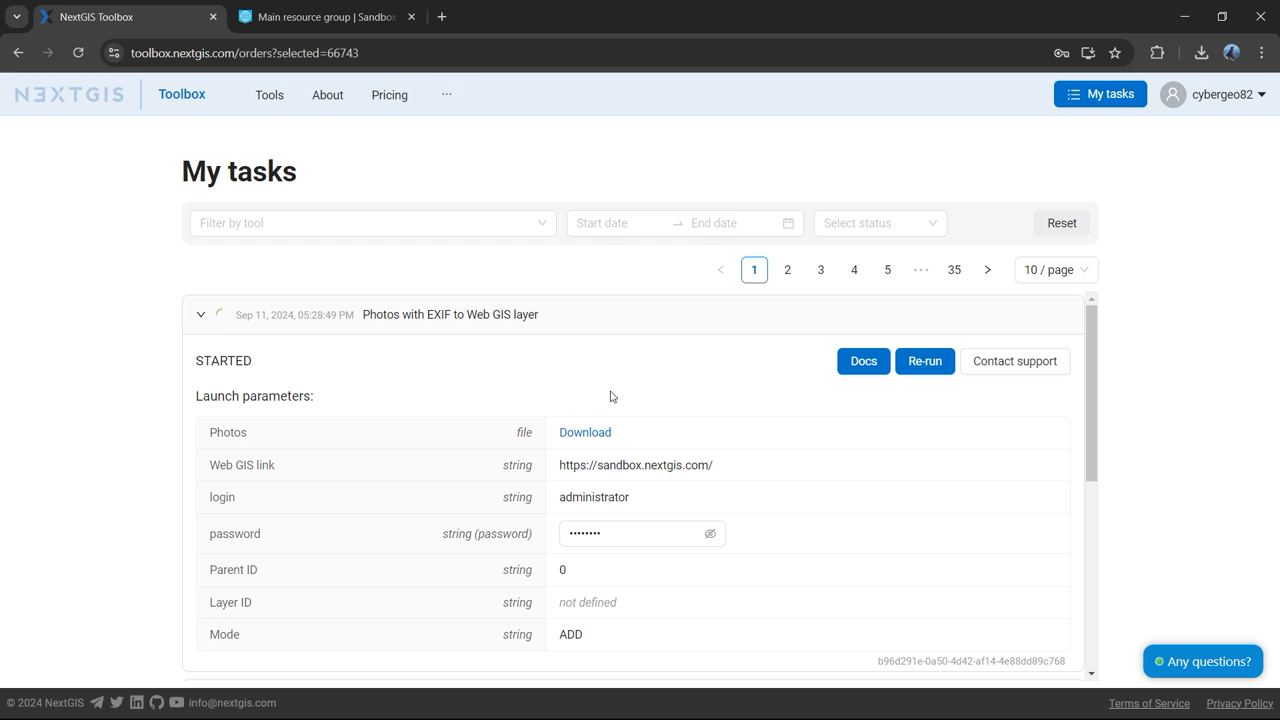 NextGIS Toolbox
Main resource group | Sandbox
toolbox.nextgis.com/orders?selected=66743
NEXTGIS
Toolbox
Tools
About
Pricing
...
My tasks
cybergeo82
My tasks
Filter by tool
Start date
End date
Select status
Reset
1
2
3
4
5
•••
35
10 / page
Sep 11, 2024, 05:28:49 PM Photos with EXIF to Web GIS layer
STARTED
Docs
Re-run
Contact support
Launch parameters:
Photos file Download
Web GIS link string https://sandbox.nextgis.com/
login string administrator
password string (password) ••••••••
Parent ID string 0
Layer ID string not defined
Mode string ADD
b96d291e-0a50-4d42-af14-4e88dd89c768
Any questions?
© 2024 NextGIS
info@nextgis.com
Terms of Service
Privacy Policy